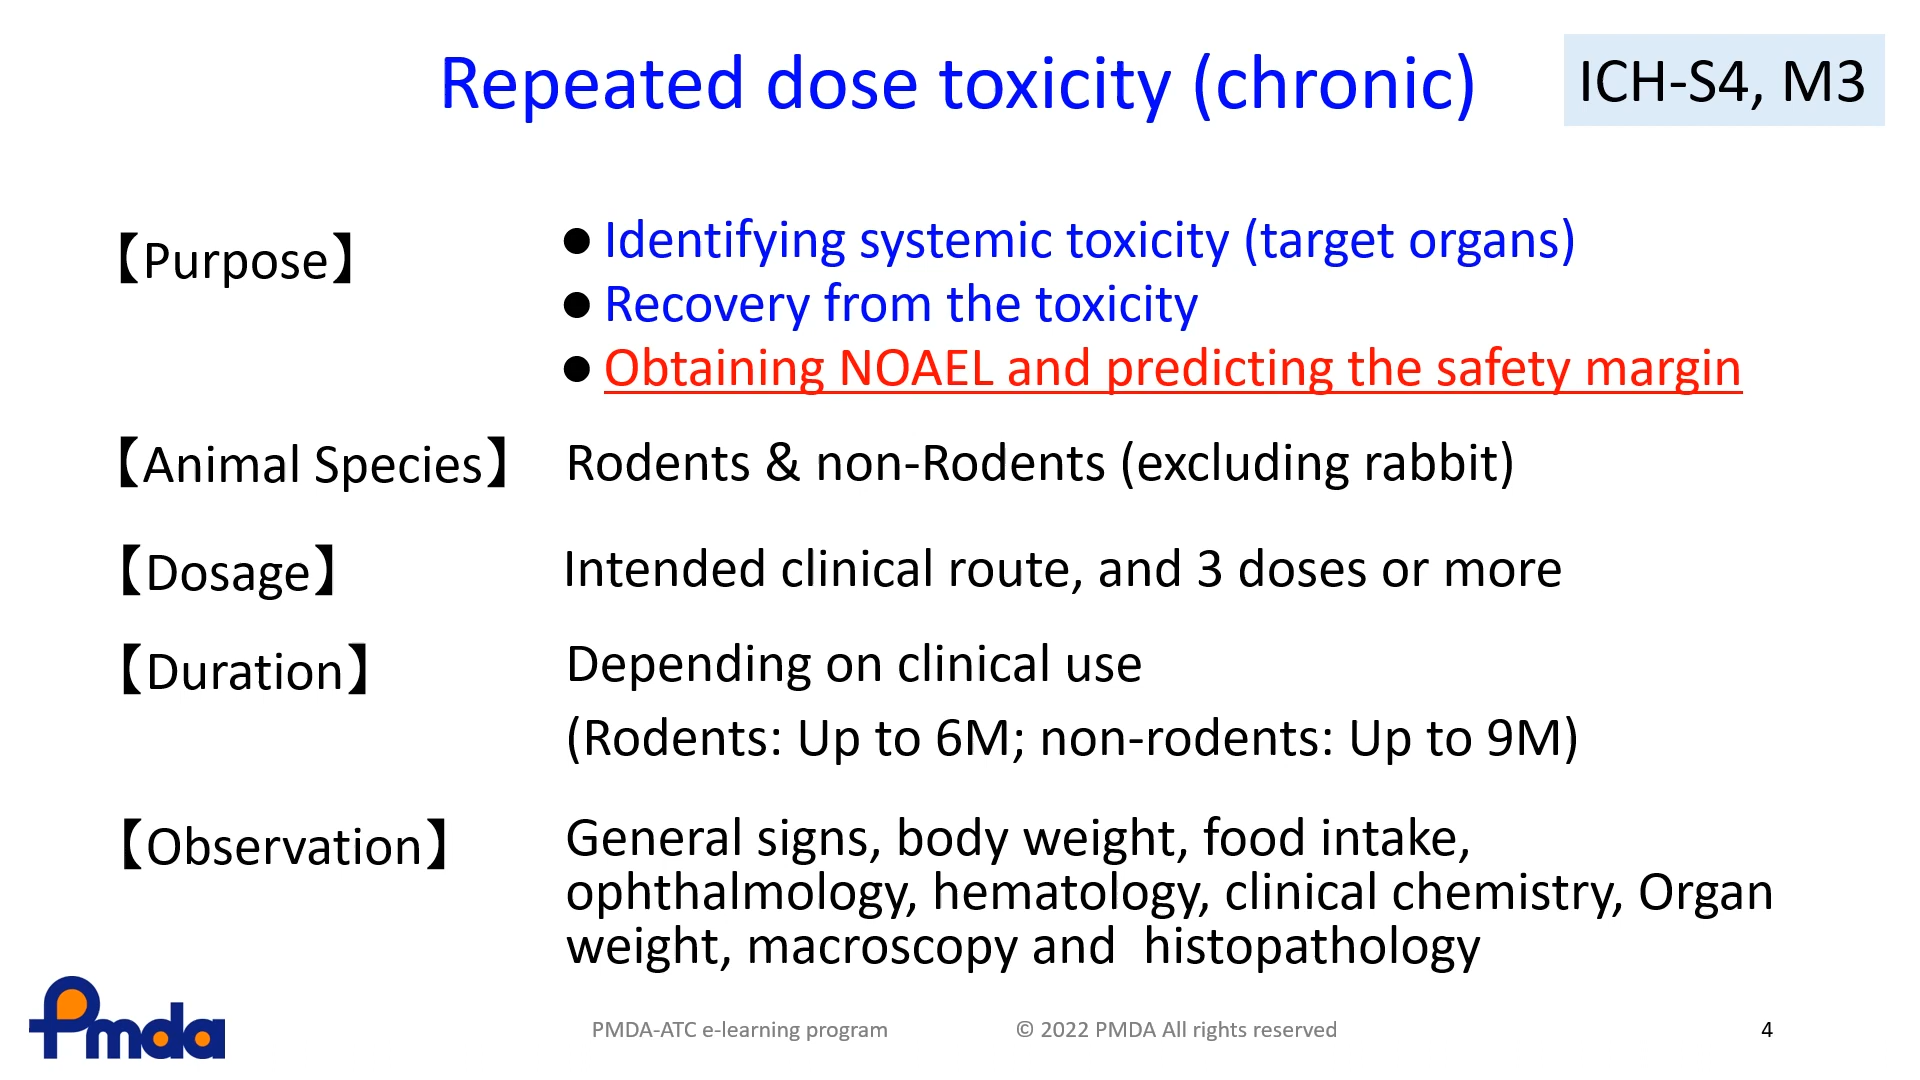 Repeated dose toxicity (chronic)
ICH-S4, M3
【Purpose】
● Identifying systemic toxicity (target organs)
● Recovery from the toxicity
● Obtaining NOAEL and predicting the safety margin
【Animal Species】 Rodents & non-Rodents (excluding rabbit)
【Dosage】 Intended clinical route, and 3 doses or more
【Duration】 Depending on clinical use
(Rodents: Up to 6M; non-rodents: Up to 9M)
【Observation】 General signs, body weight, food intake,
ophthalmology, hematology, clinical chemistry, Organ
weight, macroscopy and  histopathology
Pmda
PMDA-ATC e-learning program
© 2022 PMDA All rights reserved
4